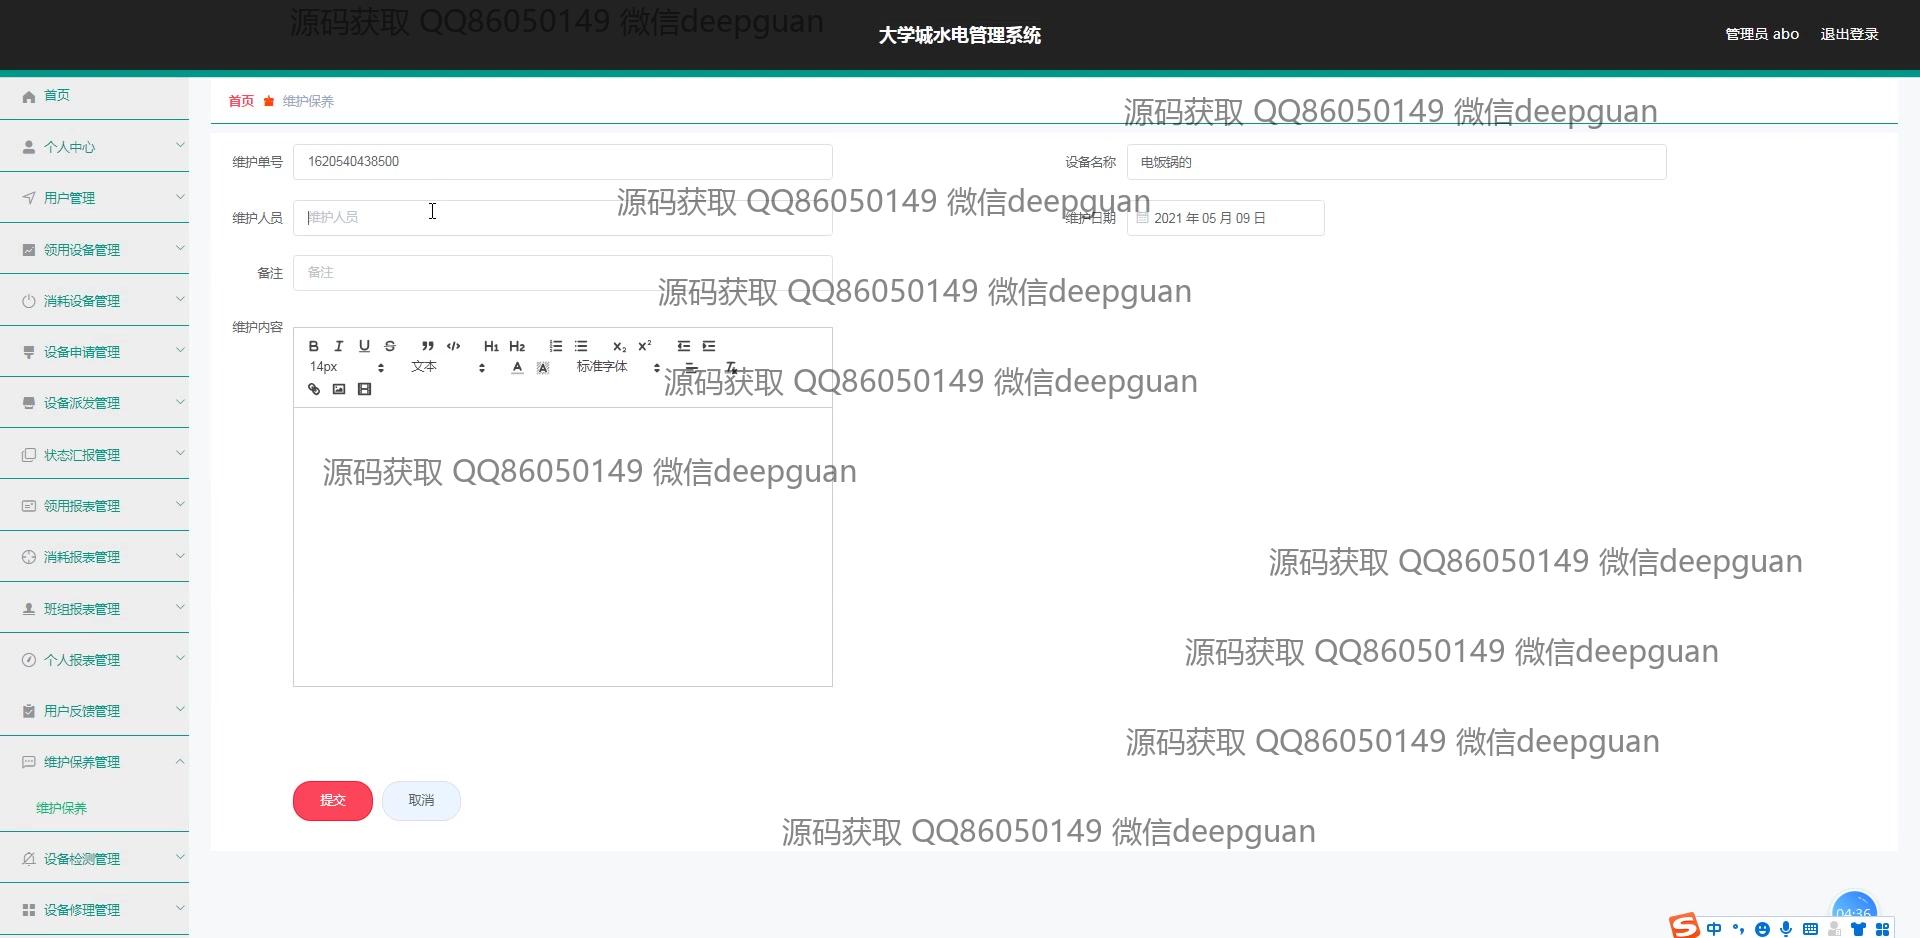 源码获取 QQ86050149 微信deepguan
大学城水电管理系统
管理员 abo 退出登录
首页
个人中心
用户管理
领用设备管理
消耗设备管理
设备申请管理
设备派发管理
状态汇报管理
领用报表管理
消耗报表管理
班组报表管理
个人报表管理
用户反馈管理
维护保养管理
维护保养
设备检测管理
设备修理管理
首页 维护保养
源码获取 QQ86050149 微信deepguan
维护单号 1620540438500
设备名称 电饭锅的
源码获取 QQ86050149 微信deepguan
维护人员 维护人员
维护日期 2021 年 05 月 09 日
备注 备注
源码获取 QQ86050149 微信deepguan
维护内容
B I U S H1 H2 X2 X2
14px 文本 A A 标准字体
源码获取 QQ86050149 微信deepguan
源码获取 QQ86050149 微信deepguan
源码获取 QQ86050149 微信deepguan
源码获取 QQ86050149 微信deepguan
源码获取 QQ86050149 微信deepguan
提交 取消
源码获取 QQ86050149 微信deepguan
04:36
中